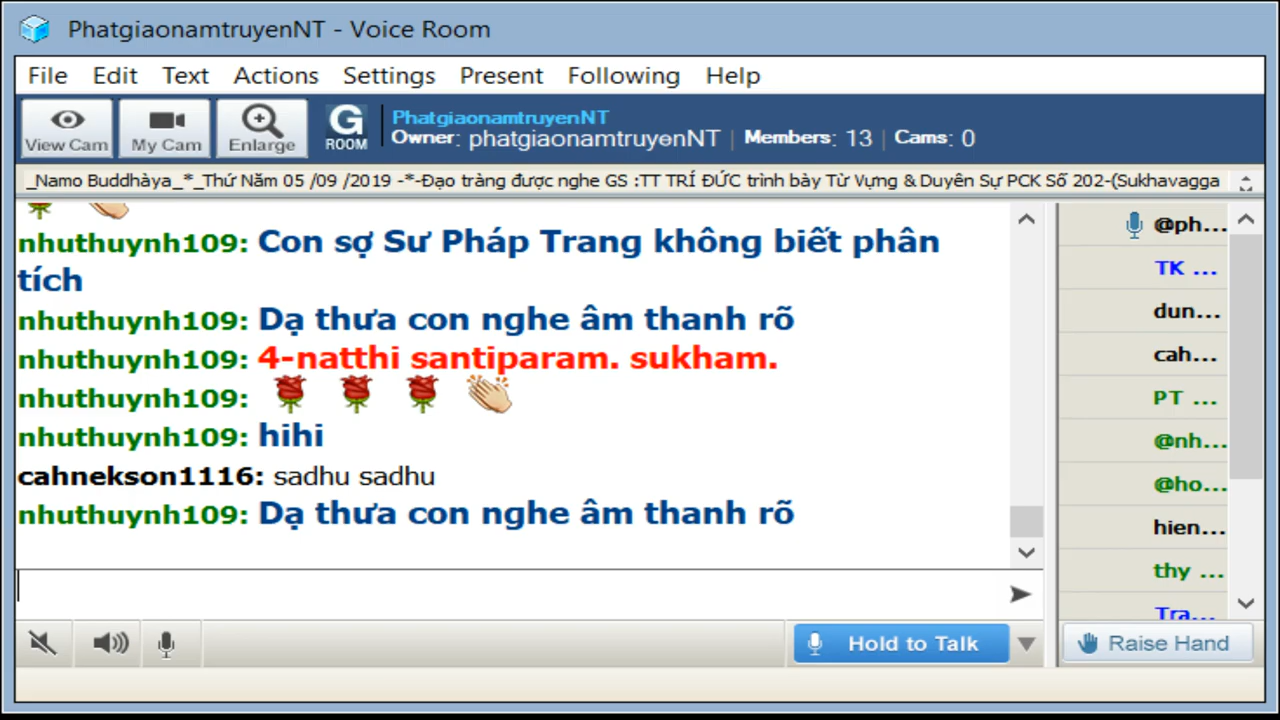 PhatgiaonamtruyenNT - Voice Room
File Edit Text Actions Settings Present Following Help
View Cam My Cam Enlarge G ROOM
PhatgiaonamtruyenNT
Owner: phatgiaonamtruyenNT | Members: 13 | Cams: 0
_Namo Buddhàya_*_Thứ Năm 05 /09 /2019 -*-Đạo tràng được nghe GS :TT TRÍ ĐỨC trình bày Từ Vựng & Duyên Sự PCK Số 202-(Sukhavagga
nhuthuynh109: Con sợ Sư Pháp Trang không biết phân
tích
nhuthuynh109: Dạ thưa con nghe âm thanh rõ
nhuthuynh109: 4-natthi santiparam. sukham.
nhuthuynh109:
nhuthuynh109: hihi
cahnekson1116: sadhu sadhu
nhuthuynh109: Dạ thưa con nghe âm thanh rõ
@ph...
TK ...
dun...
cah...
PT ...
@nh...
@ho...
hien...
thy ...
Tra...
Hold to Talk
Raise Hand